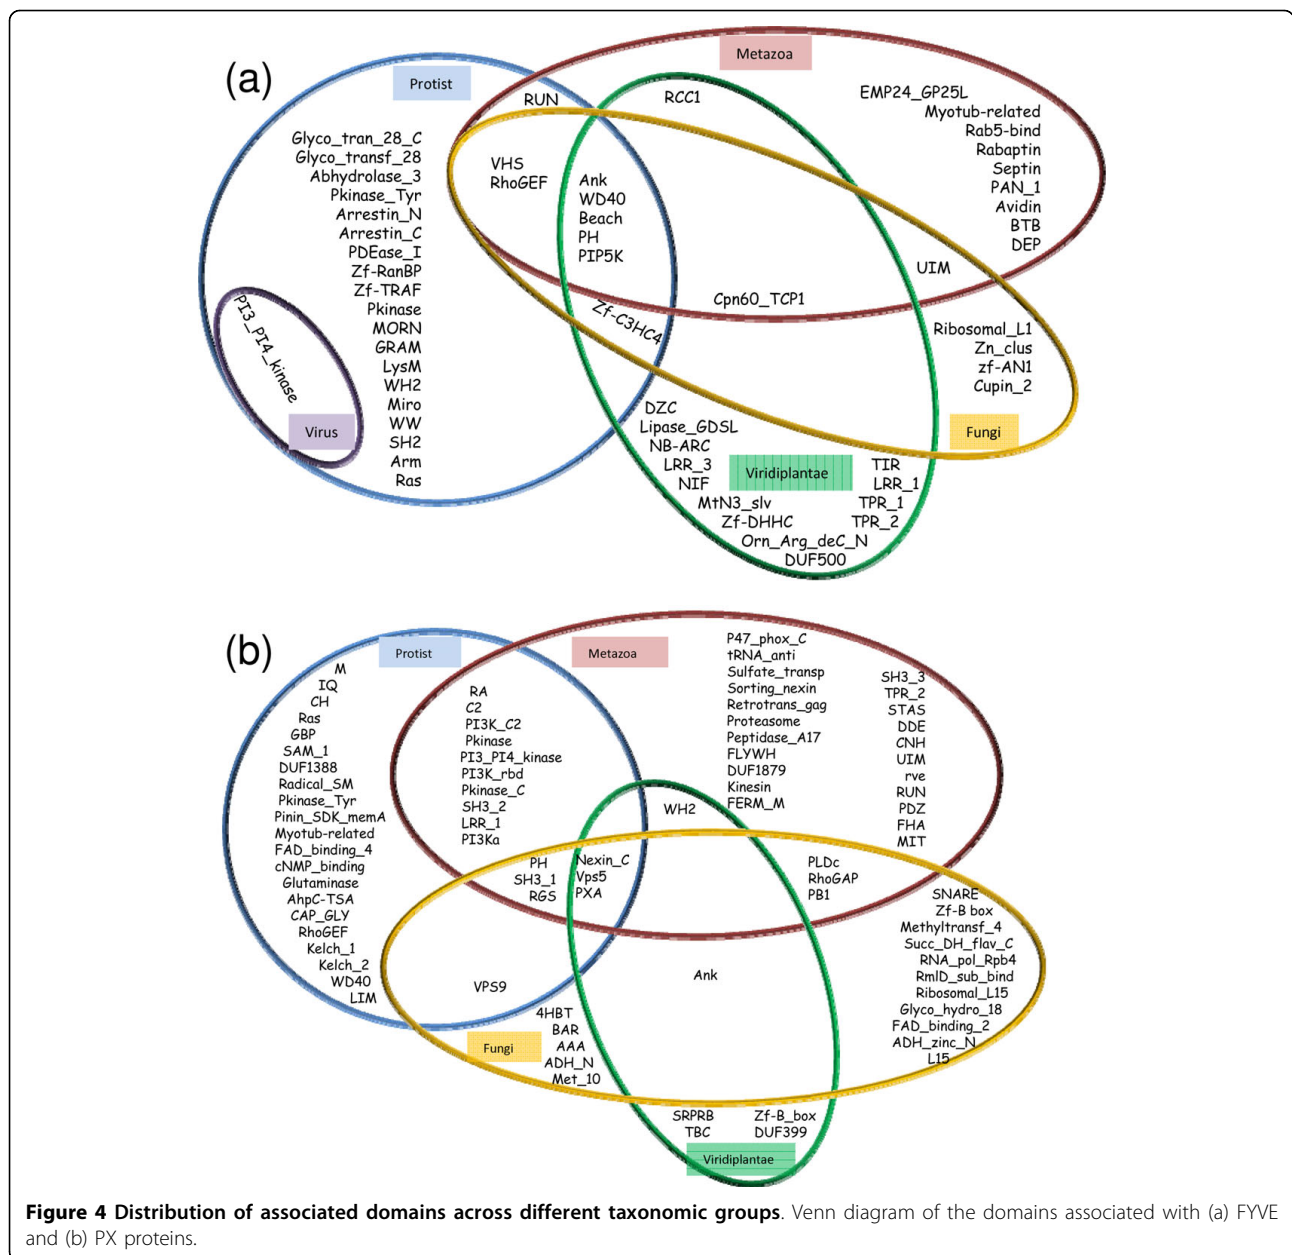 (a)
Metazoa
Protist
RUN
RCC1
EMP24_GP25L
Myotub-related
Rab5-bind
Rabaptin
Septin
PAN_1
Avidin
BTB
DEP
Glyco_tran_28_C
Glyco_transf_28
Abhydrolase_3
Pkinase_Tyr
Arrestin_N
Arrestin_C
PDEase_I
Zf-RanBP
Zf-TRAF
Pkinase
MORN
GRAM
LysM
WH2
Miro
WW
SH2
Arm
Ras
VHS
RhoGEF
Ank
WD40
Beach
PH
PIP5K
UIM
Cpn60_TCP1
Zf-C3HC4
PI3_PI4_kinase
Virus
Ribosomal_L1
Zn_clus
zf-AN1
Cupin_2
Fungi
DZC
Lipase_GDSL
NB-ARC
LRR_3
NIF
MtN3_slv
Zf-DHHC
Orn_Arg_deC_N
DUF500
Viridiplantae
TIR
LRR_1
TPR_1
TPR_2
(b)
Protist
Metazoa
M
IQ
CH
Ras
GBP
SAM_1
DUF1388
Radical_SM
Pkinase_Tyr
Pinin_SDK_memA
Myotub-related
FAD_binding_4
cNMP_binding
Glutaminase
AhpC-TSA
CAP_GLY
RhoGEF
Kelch_1
Kelch_2
WD40
LIM
RA
C2
PI3K_C2
Pkinase
PI3_PI4_kinase
PI3K_rbd
Pkinase_C
SH3_2
LRR_1
PI3Ka
P47_phox_C
tRNA_anti
Sulfate_transp
Sorting_nexin
Retrotrans_gag
Proteasome
Peptidase_A17
FLYWH
DUF1879
Kinesin
FERM_M
SH3_3
TPR_2
STAS
DDE
CNH
UIM
rve
RUN
PDZ
FHA
MIT
WH2
PH
SH3_1
RGS
Nexin_C
Vps5
PXA
PLDc
RhoGAP
PB1
SNARE
Zf-B box
Methyltransf_4
Succ_DH_flav_C
RNA_pol_Rpb4
RmlD_sub_bind
Ribosomal_L15
Glyco_hydro_18
FAD_binding_2
ADH_zinc_N
L15
VPS9
Ank
4HBT
BAR
AAA
ADH_N
Met_10
Fungi
SRPRB
TBC
Zf-B_box
DUF399
Viridiplantae
Figure 4 Distribution of associated domains across different taxonomic groups. Venn diagram of the domains associated with (a) FYVE
and (b) PX proteins.